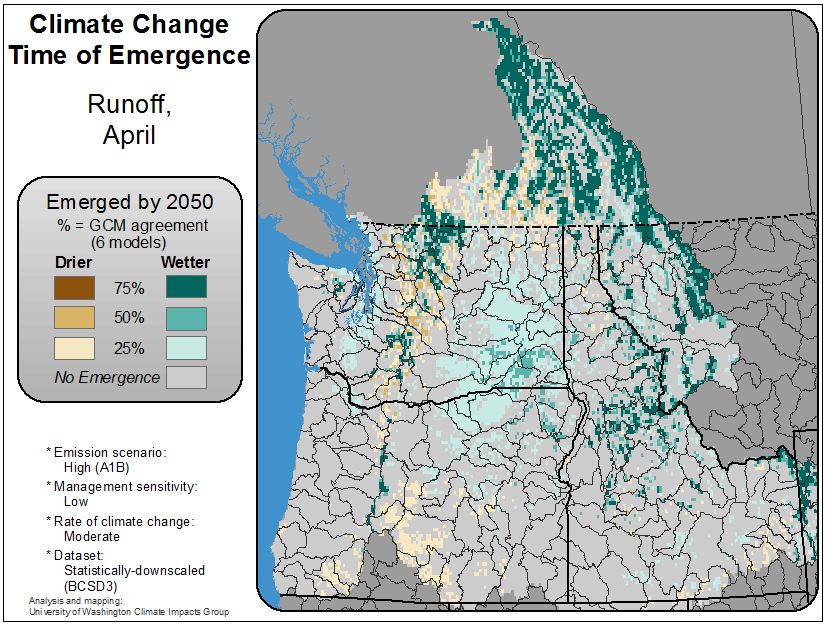 Climate Change
Time of Emergence
Runoff,
April
Emerged by 2050
% = GCM agreement
(6 models)
Drier Wetter
75%
50%
25%
No Emergence
* Emission scenario:
High (A1B)
* Management sensitivity:
Low
* Rate of climate change:
Moderate
* Dataset:
Statistically-downscaled
(BCSD3)
Analysis and mapping:
University of Washington Climate Impacts Group